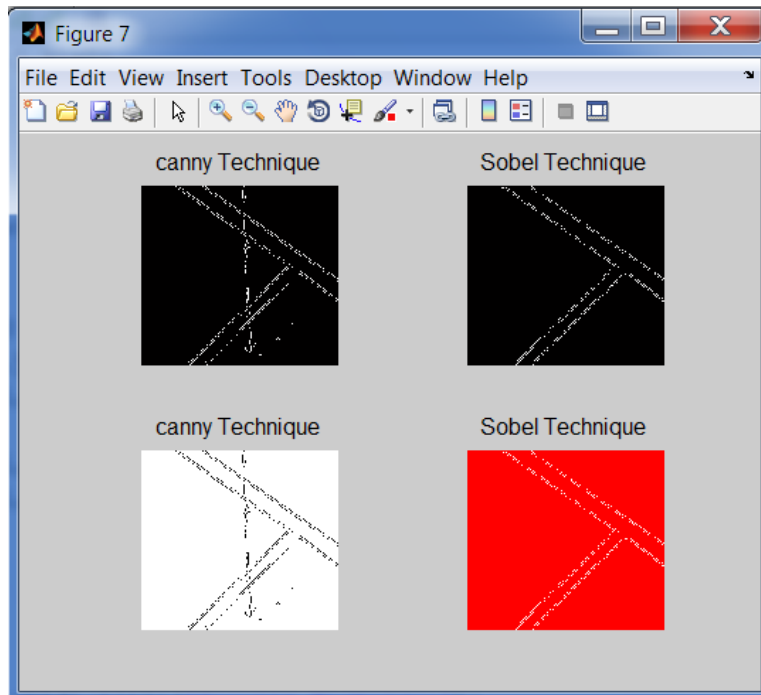 Figure 7
File Edit View Insert Tools Desktop Window Help
canny Technique Sobel Technique
canny Technique Sobel Technique